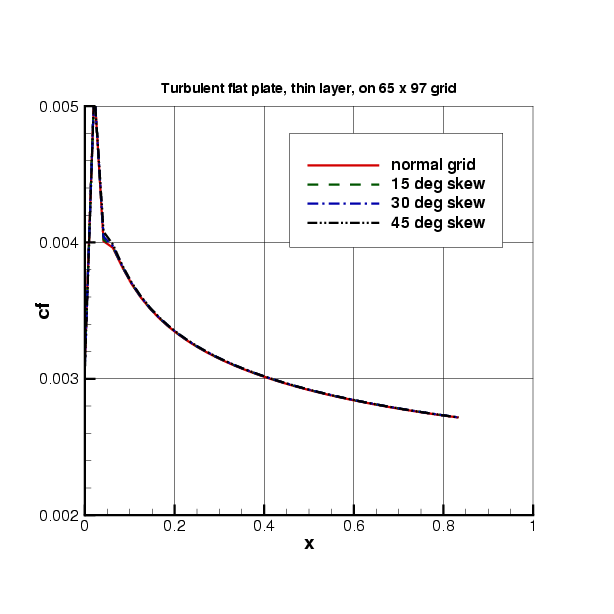 Turbulent flat plate, thin layer, on 65 x 97 grid
0.005
normal grid
15 deg skew
30 deg skew
45 deg skew
0.004
cf
0.003
0.002
0 0.2 0.4 0.6 0.8 1
x